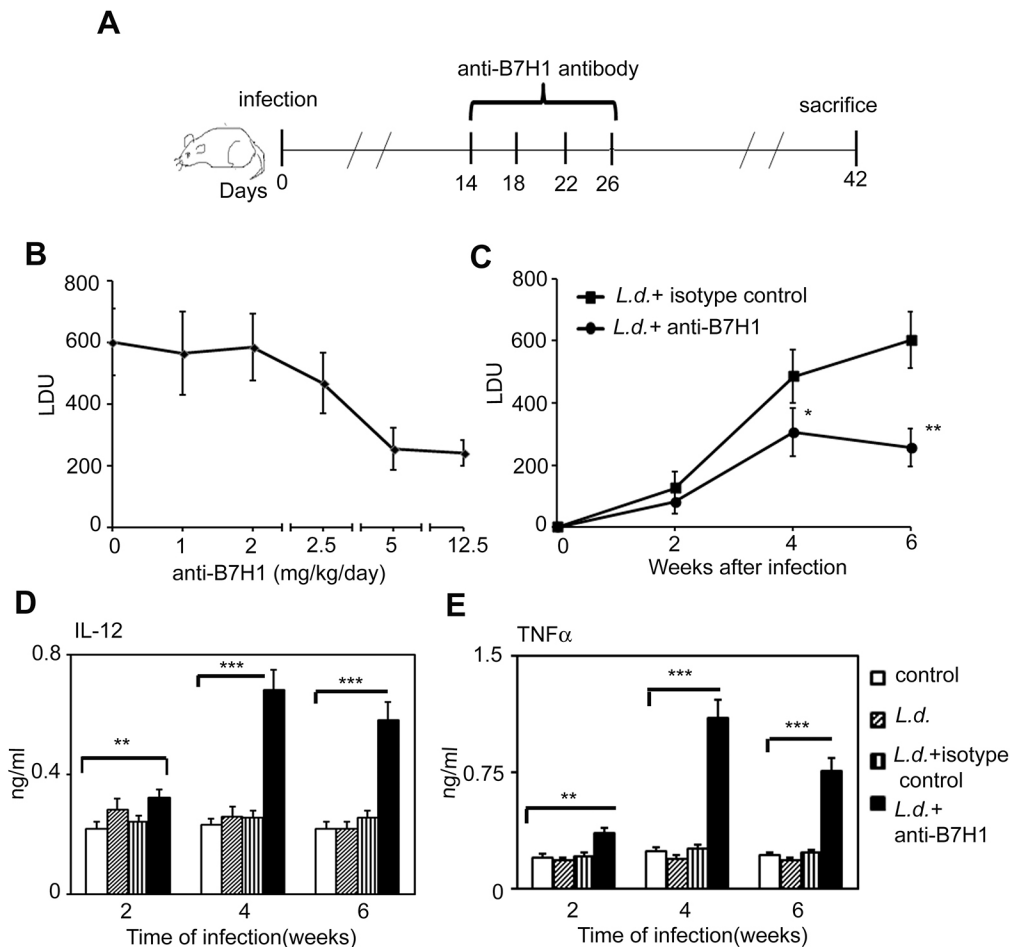 A
anti-B7H1 antibody
infection
sacrifice
Days
0
14
18
22
26
42
B
800
600
400
200
0
LDU
0
1
2
2.5
5
12.5
anti-B7H1 (mg/kg/day)
C
800
600
400
200
0
LDU
L.d.+ isotype control
L.d.+ anti-B7H1
*
**
0
2
4
6
Weeks after infection
D
IL-12
0.8
0.4
0
ng/ml
**
***
***
2
4
6
Time of infection(weeks)
E
TNFα
1.5
0.75
0
ng/ml
**
***
***
2
4
6
Time of infection(weeks)
control
L.d.
L.d.+isotype
control
L.d.+
anti-B7H1